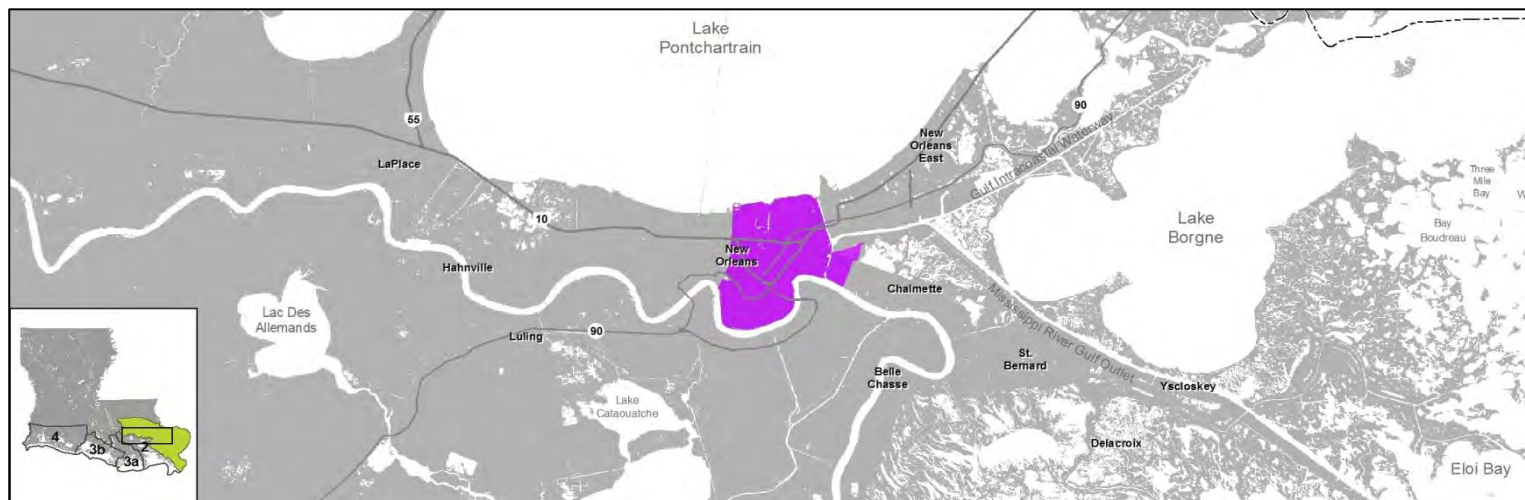 Lake
Pontchartrain
55
90
New
Orleans
East
LaPlace
Gulf Intracoastal Waterway
Three
Mile
Bay
W
10
Lake
Borgne
Bay
Boudreau
New
Orleans
Hahnville
Chalmette
Lac Des
Allemands
Mississippi River Gulf Outlet
Luling
90
St.
Bernard
Belle
Chasse
Yscloskey
Lake
Cataouatche
Delacroix
Eloi Bay
4
3b
3a
2